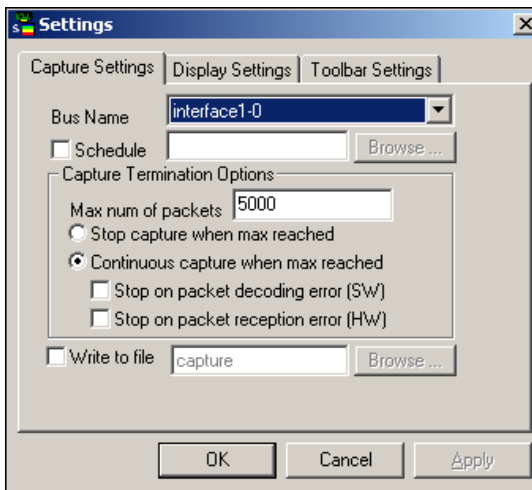 Settings
Capture Settings Display Settings Toolbar Settings
Bus Name interface1-0
Schedule Browse ...
Capture Termination Options
Max num of packets 5000
Stop capture when max reached
Continuous capture when max reached
Stop on packet decoding error (SW)
Stop on packet reception error (HW)
Write to file capture Browse ...
OK Cancel Apply